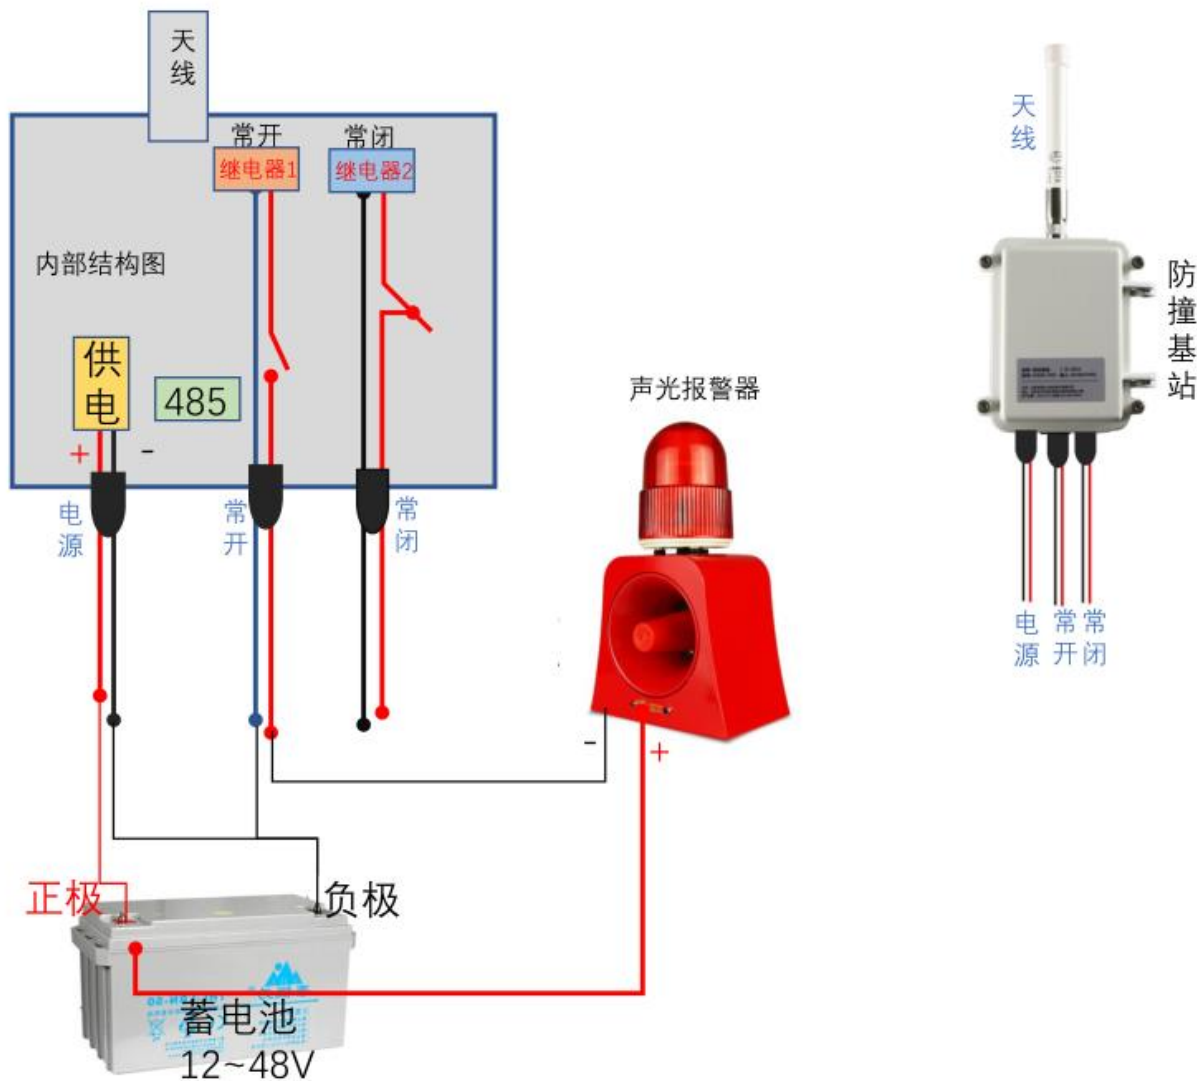 天线
常开
常闭
继电器1
继电器2
内部结构图
供电
485
+
-
电源
常开
常闭
声光报警器
-
+
正极
负极
蓄电池
12~48V
天线
防撞基站
电源
常开
常闭